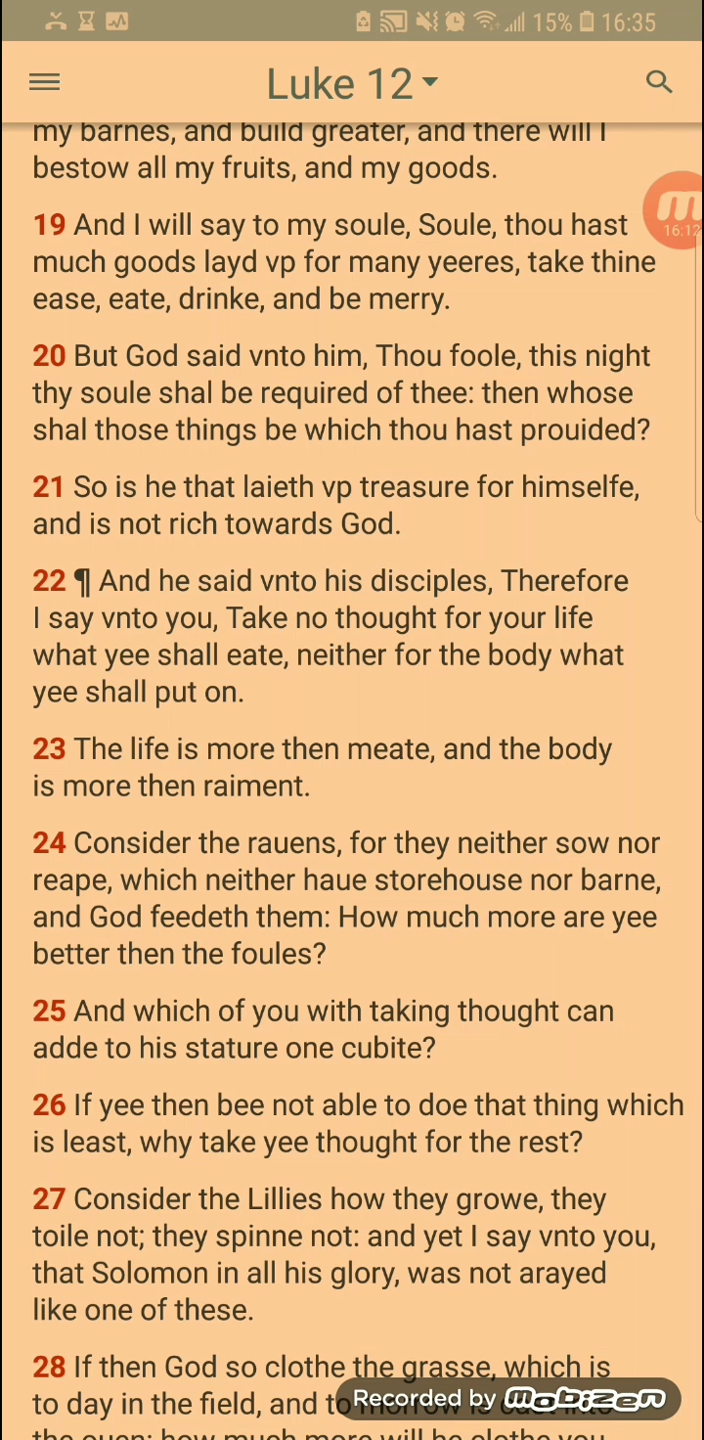 15% 16:35
Luke 12
my barnes, and build greater, and there will I
bestow all my fruits, and my goods.
16:12
19 And I will say to my soule, Soule, thou hast
much goods layd vp for many yeeres, take thine
ease, eate, drinke, and be merry.
20 But God said vnto him, Thou foole, this night
thy soule shal be required of thee: then whose
shal those things be which thou hast prouided?
21 So is he that laieth vp treasure for himselfe,
and is not rich towards God.
22 ¶ And he said vnto his disciples, Therefore
I say vnto you, Take no thought for your life
what yee shall eate, neither for the body what
yee shall put on.
23 The life is more then meate, and the body
is more then raiment.
24 Consider the rauens, for they neither sow nor
reape, which neither haue storehouse nor barne,
and God feedeth them: How much more are yee
better then the foules?
25 And which of you with taking thought can
adde to his stature one cubite?
26 If yee then bee not able to doe that thing which
is least, why take yee thought for the rest?
27 Consider the Lillies how they growe, they
toile not; they spinne not: and yet I say vnto you,
that Solomon in all his glory, was not arayed
like one of these.
28 If then God so clothe the grasse, which is
to day in the field, and to morrow is cast into
the ouen: how much more will he clothe you
Recorded by mobizen